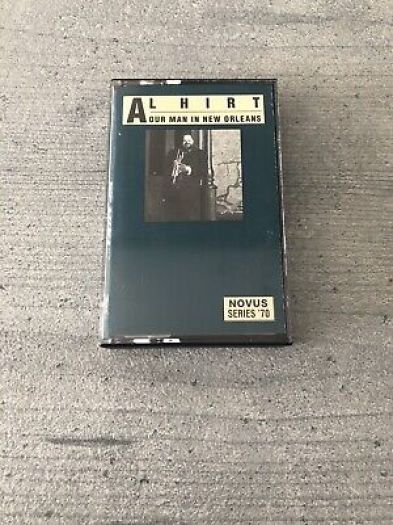 AL HIRT
OUR MAN IN NEW ORLEANS
NOVUS
SERIES '70